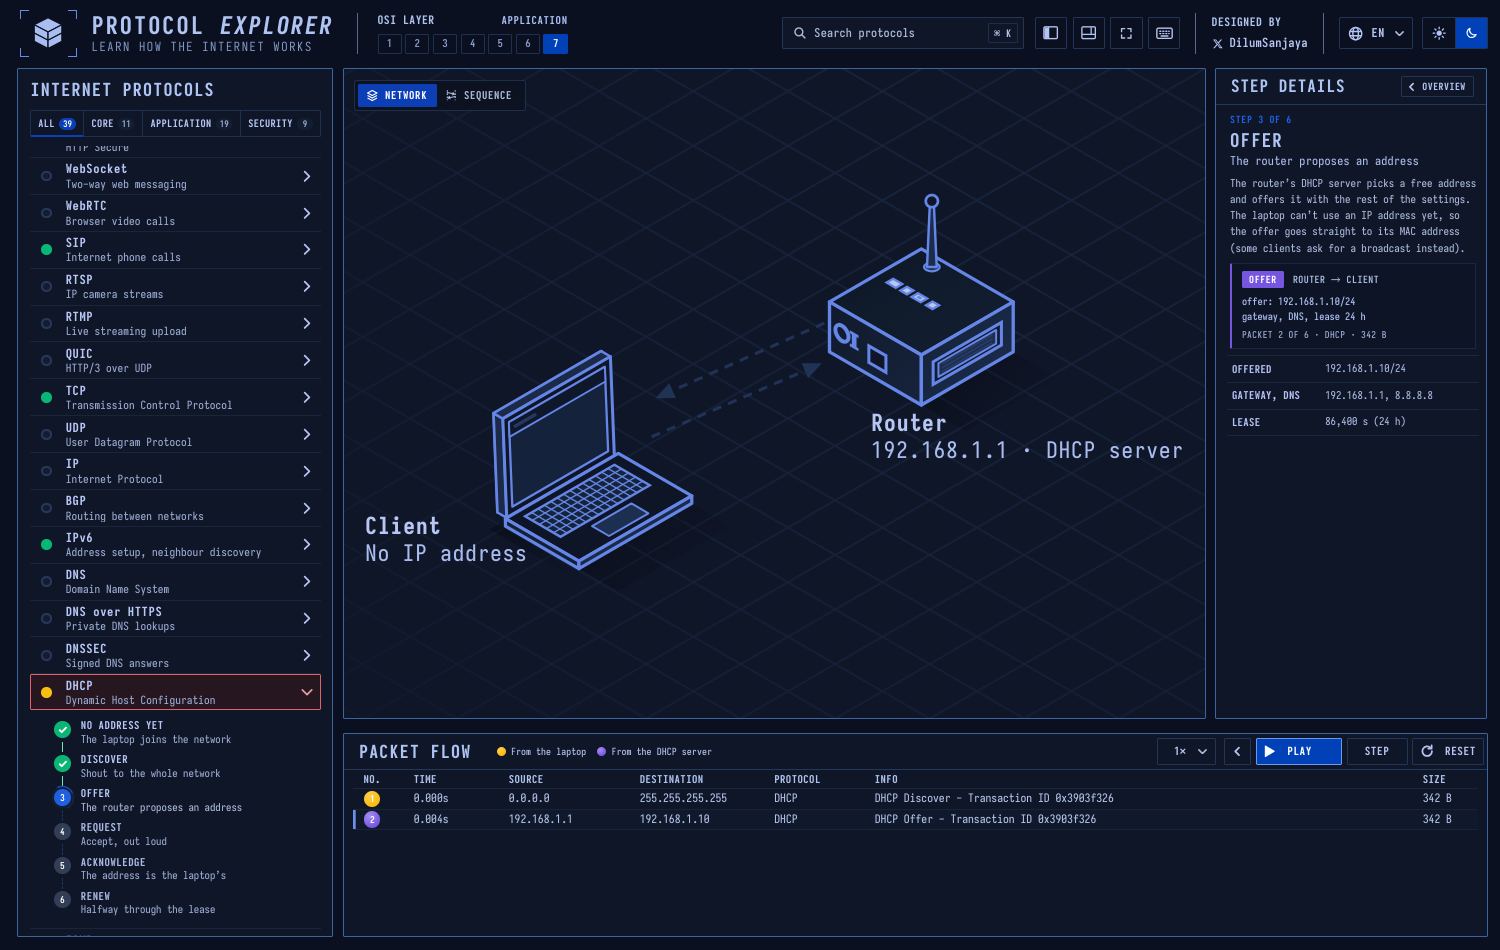 PROTOCOL EXPLORER
LEARN HOW THE INTERNET WORKS
OSI LAYER APPLICATION
1 2 3 4 5 6 7
Search protocols ⌘ K
DESIGNED BY
DilumSanjaya
EN
INTERNET PROTOCOLS
ALL 39 CORE 11 APPLICATION 19 SECURITY 9
HTTP Secure
WebSocket
Two-way web messaging
WebRTC
Browser video calls
SIP
Internet phone calls
RTSP
IP camera streams
RTMP
Live streaming upload
QUIC
HTTP/3 over UDP
TCP
Transmission Control Protocol
UDP
User Datagram Protocol
IP
Internet Protocol
BGP
Routing between networks
IPv6
Address setup, neighbour discovery
DNS
Domain Name System
DNS over HTTPS
Private DNS lookups
DNSSEC
Signed DNS answers
DHCP
Dynamic Host Configuration
NO ADDRESS YET
The laptop joins the network
DISCOVER
Shout to the whole network
3 OFFER
The router proposes an address
4 REQUEST
Accept, out loud
5 ACKNOWLEDGE
The address is the laptop's
6 RENEW
Halfway through the lease
NETWORK SEQUENCE
Router
192.168.1.1 · DHCP server
Client
No IP address
STEP DETAILS OVERVIEW
STEP 3 OF 6
OFFER
The router proposes an address
The router's DHCP server picks a free address
and offers it with the rest of the settings.
The laptop can't use an IP address yet, so
the offer goes straight to its MAC address
(some clients ask for a broadcast instead).
OFFER ROUTER → CLIENT
offer: 192.168.1.10/24
gateway, DNS, lease 24 h
PACKET 2 OF 6 · DHCP · 342 B
OFFERED 192.168.1.10/24
GATEWAY, DNS 192.168.1.1, 8.8.8.8
LEASE 86,400 s (24 h)
PACKET FLOW From the laptop From the DHCP server 1× PLAY STEP RESET
NO. TIME SOURCE DESTINATION PROTOCOL INFO SIZE
1 0.000s 0.0.0.0 255.255.255.255 DHCP DHCP Discover – Transaction ID 0x3903f326 342 B
2 0.004s 192.168.1.1 192.168.1.10 DHCP DHCP Offer – Transaction ID 0x3903f326 342 B